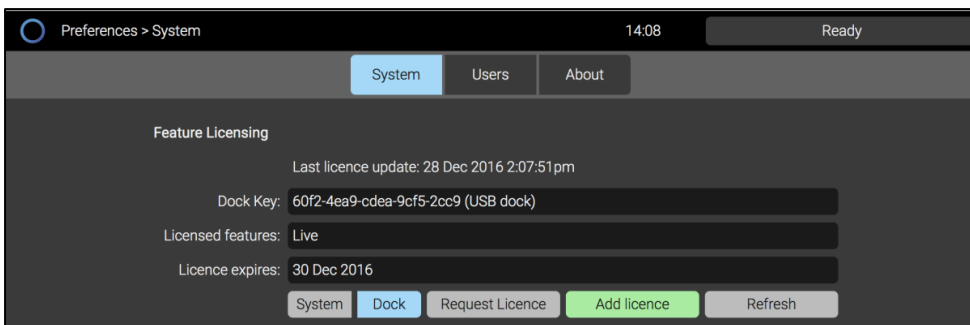 Preferences > System 14:08 Ready
System Users About
Feature Licensing
Last licence update: 28 Dec 2016 2:07:51pm
Dock Key: 60f2-4ea9-cdea-9cf5-2cc9 (USB dock)
Licensed features: Live
Licence expires: 30 Dec 2016
System Dock Request Licence Add licence Refresh